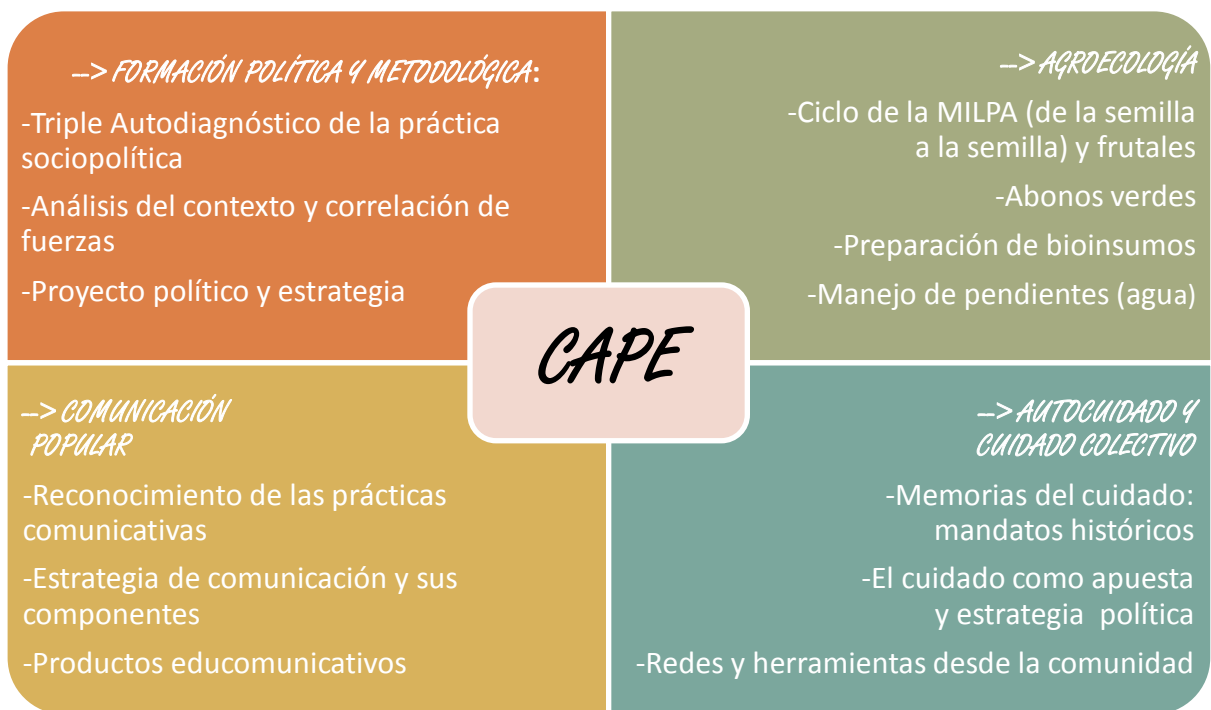 --> FORMACIÓN POLÍTICA Y METODOLÓGICA:
-Triple Autodiagnóstico de la práctica
sociopolítica
-Análisis del contexto y correlación de
fuerzas
-Proyecto político y estrategia
--> AGROECOLOGÍA
-Ciclo de la MILPA (de la semilla
a la semilla) y frutales
-Abonos verdes
-Preparación de bioinsumos
-Manejo de pendientes (agua)
CAPE
--> COMUNICACIÓN
POPULAR
-Reconocimiento de las prácticas
comunicativas
-Estrategia de comunicación y sus
componentes
-Productos educomunicativos
--> AUTOCUIDADO Y
CUIDADO COLECTIVO
-Memorias del cuidado:
mandatos históricos
-El cuidado como apuesta
y estrategia política
-Redes y herramientas desde la comunidad